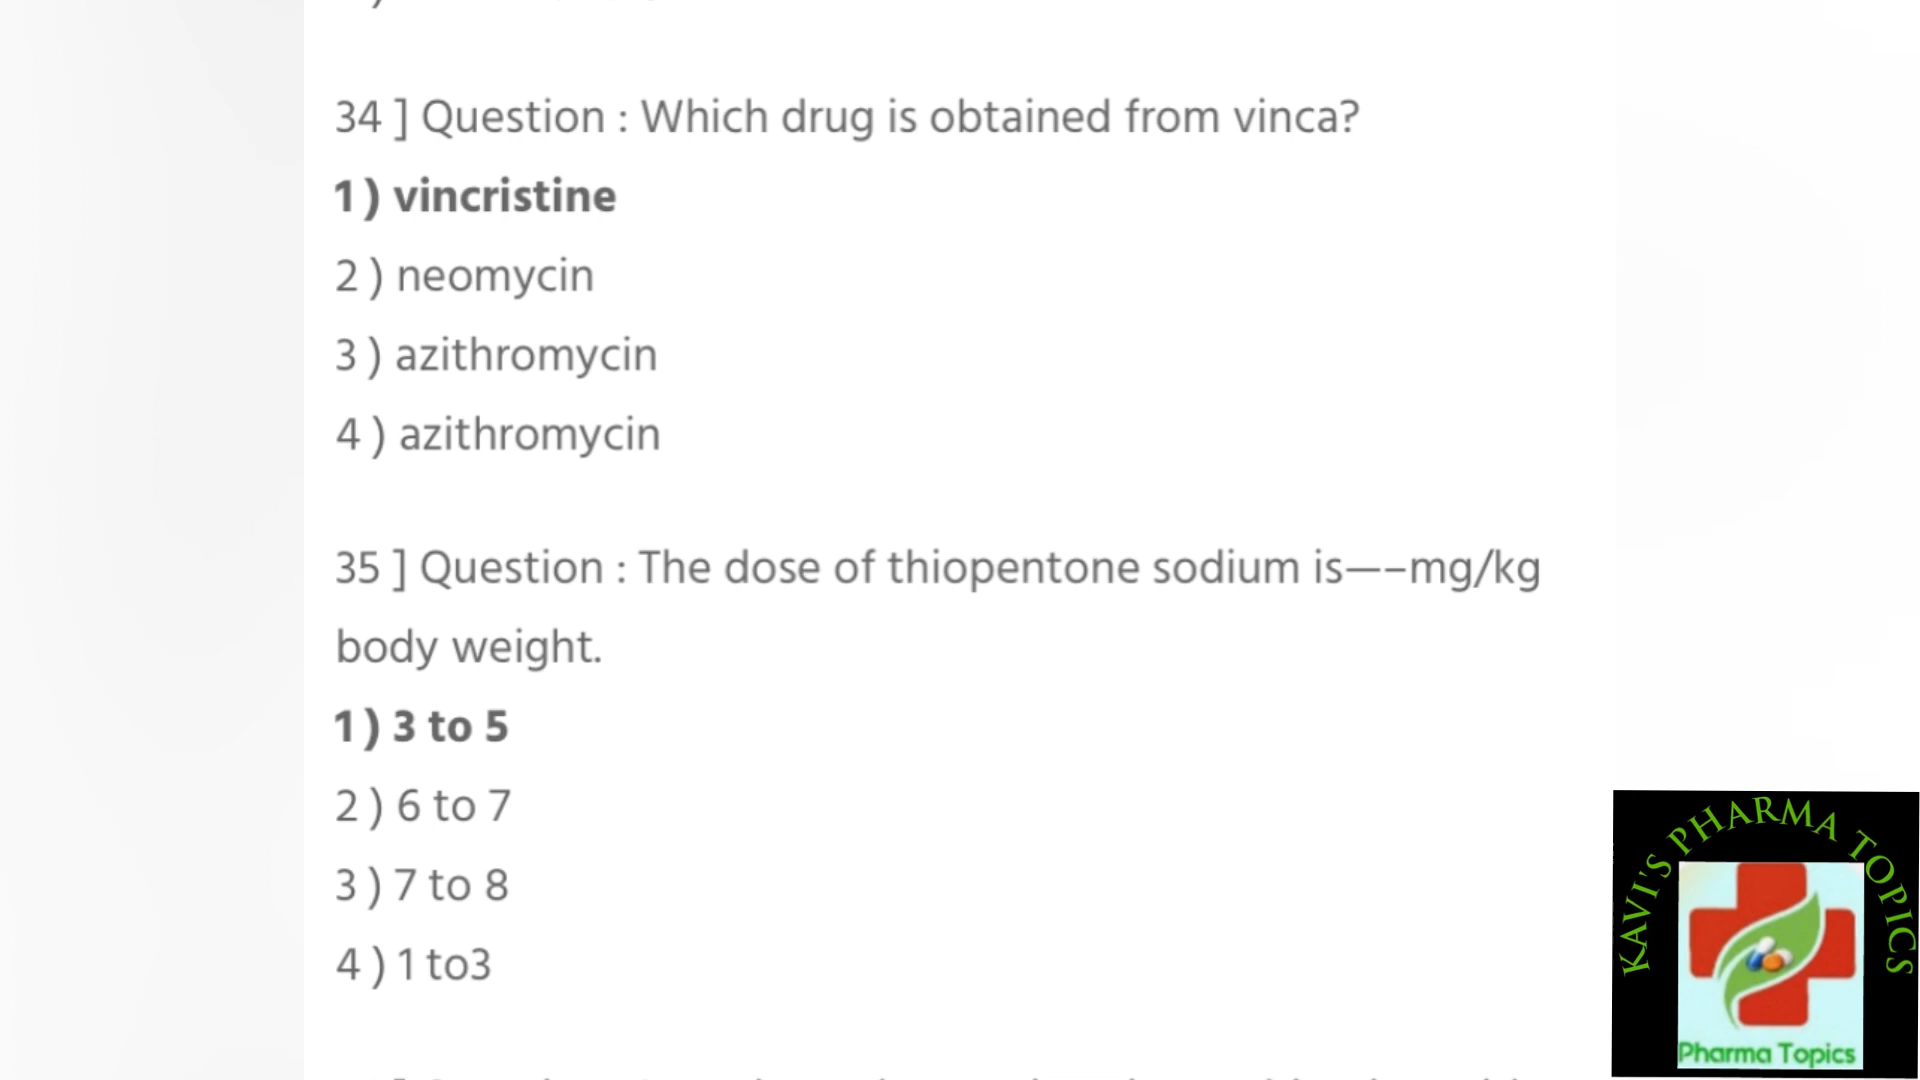 34 ] Question : Which drug is obtained from vinca?
1 ) vincristine
2 ) neomycin
3 ) azithromycin
4 ) azithromycin
35 ] Question : The dose of thiopentone sodium is—–mg/kg
body weight.
1 ) 3 to 5
2 ) 6 to 7
3 ) 7 to 8
4 ) 1 to3
KAVI'S PHARMA TOPICS
Pharma Topics